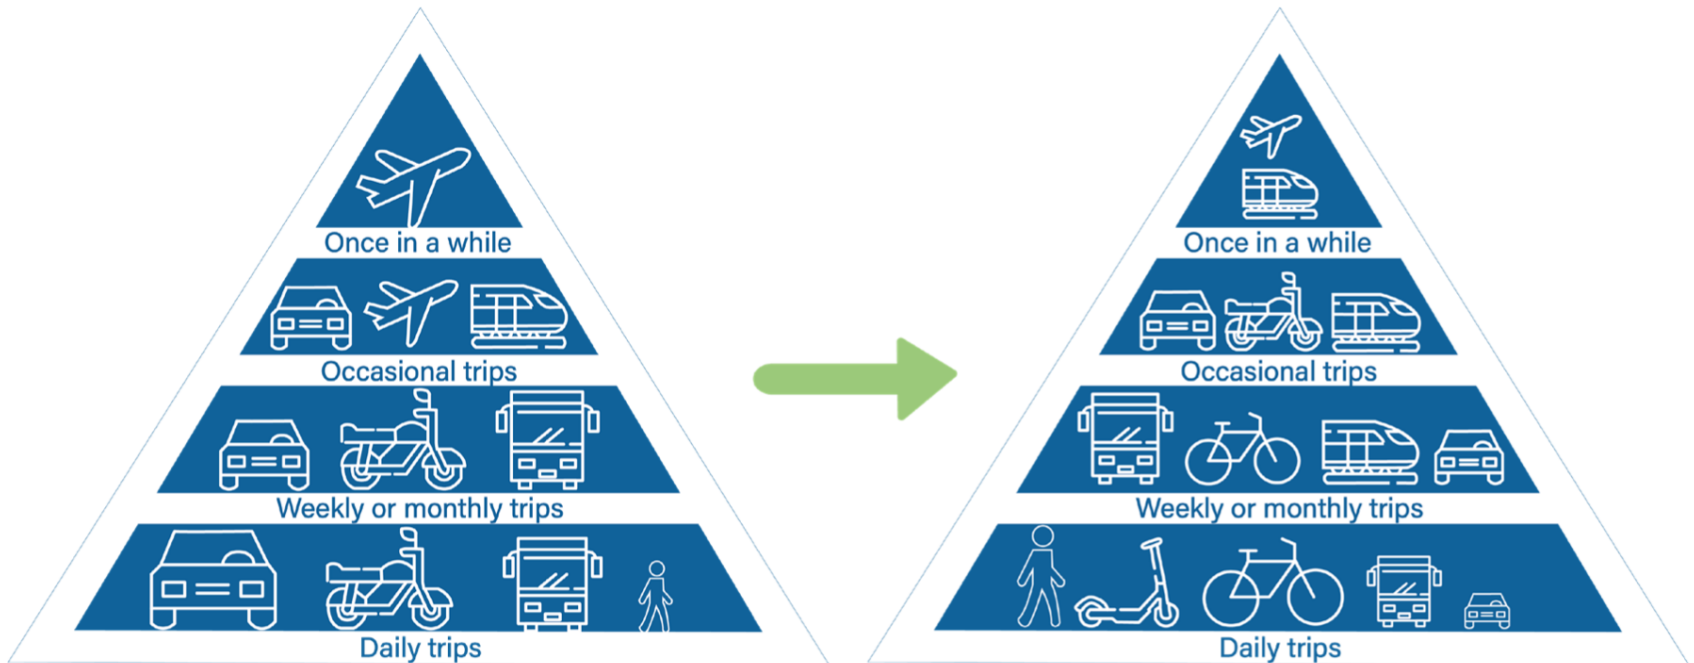 Once in a while
Occasional trips
Weekly or monthly trips
Daily trips
Once in a while
Occasional trips
Weekly or monthly trips
Daily trips